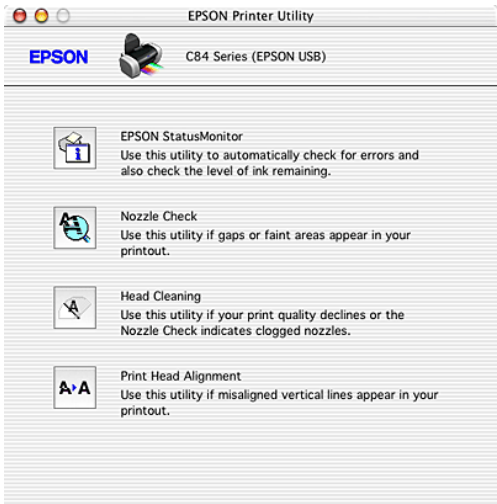 EPSON Printer Utility
EPSON
C84 Series (EPSON USB)
EPSON StatusMonitor
Use this utility to automatically check for errors and
also check the level of ink remaining.
Nozzle Check
Use this utility if gaps or faint areas appear in your
printout.
Head Cleaning
Use this utility if your print quality declines or the
Nozzle Check indicates clogged nozzles.
Print Head Alignment
Use this utility if misaligned vertical lines appear in your
printout.